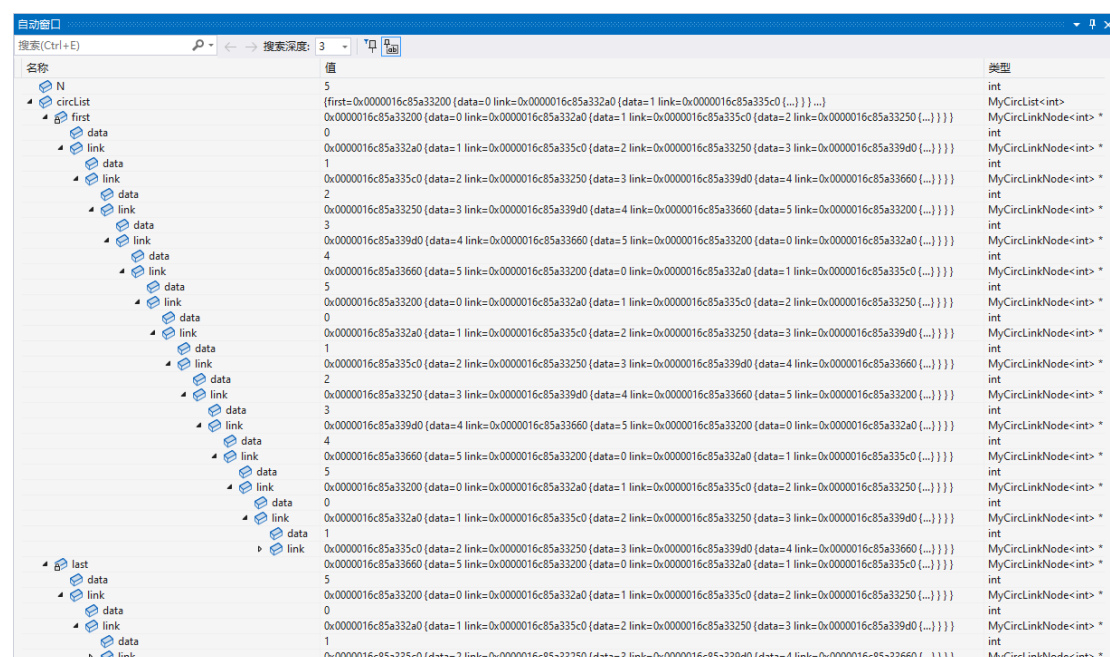 自动窗口
搜索(Ctrl+E) 搜索深度: 3
名称 值 类型
N 5 int
circList {first=0x0000016c85a33200 {data=0 link=0x0000016c85a332a0 {data=1 link=0x0000016c85a335c0 {...} } } ...} MyCircList<int>
first 0x0000016c85a33200 {data=0 link=0x0000016c85a332a0 {data=1 link=0x0000016c85a335c0 {data=2 link=0x0000016c85a33250 {...} } } } MyCircLinkNode<int> *
data 0 int
link 0x0000016c85a332a0 {data=1 link=0x0000016c85a335c0 {data=2 link=0x0000016c85a33250 {data=3 link=0x0000016c85a339d0 {...} } } } MyCircLinkNode<int> *
data 1 int
link 0x0000016c85a335c0 {data=2 link=0x0000016c85a33250 {data=3 link=0x0000016c85a339d0 {data=4 link=0x0000016c85a33660 {...} } } } MyCircLinkNode<int> *
data 2 int
link 0x0000016c85a33250 {data=3 link=0x0000016c85a339d0 {data=4 link=0x0000016c85a33660 {data=5 link=0x0000016c85a33200 {...} } } } MyCircLinkNode<int> *
data 3 int
link 0x0000016c85a339d0 {data=4 link=0x0000016c85a33660 {data=5 link=0x0000016c85a33200 {data=0 link=0x0000016c85a332a0 {...} } } } MyCircLinkNode<int> *
data 4 int
link 0x0000016c85a33660 {data=5 link=0x0000016c85a33200 {data=0 link=0x0000016c85a332a0 {data=1 link=0x0000016c85a335c0 {...} } } } MyCircLinkNode<int> *
data 5 int
link 0x0000016c85a33200 {data=0 link=0x0000016c85a332a0 {data=1 link=0x0000016c85a335c0 {data=2 link=0x0000016c85a33250 {...} } } } MyCircLinkNode<int> *
data 0 int
link 0x0000016c85a332a0 {data=1 link=0x0000016c85a335c0 {data=2 link=0x0000016c85a33250 {data=3 link=0x0000016c85a339d0 {...} } } } MyCircLinkNode<int> *
data 1 int
link 0x0000016c85a335c0 {data=2 link=0x0000016c85a33250 {data=3 link=0x0000016c85a339d0 {data=4 link=0x0000016c85a33660 {...} } } } MyCircLinkNode<int> *
data 2 int
link 0x0000016c85a33250 {data=3 link=0x0000016c85a339d0 {data=4 link=0x0000016c85a33660 {data=5 link=0x0000016c85a33200 {...} } } } MyCircLinkNode<int> *
data 3 int
link 0x0000016c85a339d0 {data=4 link=0x0000016c85a33660 {data=5 link=0x0000016c85a33200 {data=0 link=0x0000016c85a332a0 {...} } } } MyCircLinkNode<int> *
data 4 int
link 0x0000016c85a33660 {data=5 link=0x0000016c85a33200 {data=0 link=0x0000016c85a332a0 {data=1 link=0x0000016c85a335c0 {...} } } } MyCircLinkNode<int> *
data 5 int
link 0x0000016c85a33200 {data=0 link=0x0000016c85a332a0 {data=1 link=0x0000016c85a335c0 {data=2 link=0x0000016c85a33250 {...} } } } MyCircLinkNode<int> *
data 0 int
link 0x0000016c85a332a0 {data=1 link=0x0000016c85a335c0 {data=2 link=0x0000016c85a33250 {data=3 link=0x0000016c85a339d0 {...} } } } MyCircLinkNode<int> *
data 1 int
link 0x0000016c85a335c0 {data=2 link=0x0000016c85a33250 {data=3 link=0x0000016c85a339d0 {data=4 link=0x0000016c85a33660 {...} } } } MyCircLinkNode<int> *
last 0x0000016c85a33660 {data=5 link=0x0000016c85a33200 {data=0 link=0x0000016c85a332a0 {data=1 link=0x0000016c85a335c0 {...} } } } MyCircLinkNode<int> *
data 5 int
link 0x0000016c85a33200 {data=0 link=0x0000016c85a332a0 {data=1 link=0x0000016c85a335c0 {data=2 link=0x0000016c85a33250 {...} } } } MyCircLinkNode<int> *
data 0 int
link 0x0000016c85a332a0 {data=1 link=0x0000016c85a335c0 {data=2 link=0x0000016c85a33250 {data=3 link=0x0000016c85a339d0 {...} } } } MyCircLinkNode<int> *
data 1 int
link 0x0000016c85a335c0 {data=2 link=0x0000016c85a33250 {data=3 link=0x0000016c85a339d0 {data=4 link=0x0000016c85a33660 {...} } } } MyCircLinkNode<int> *